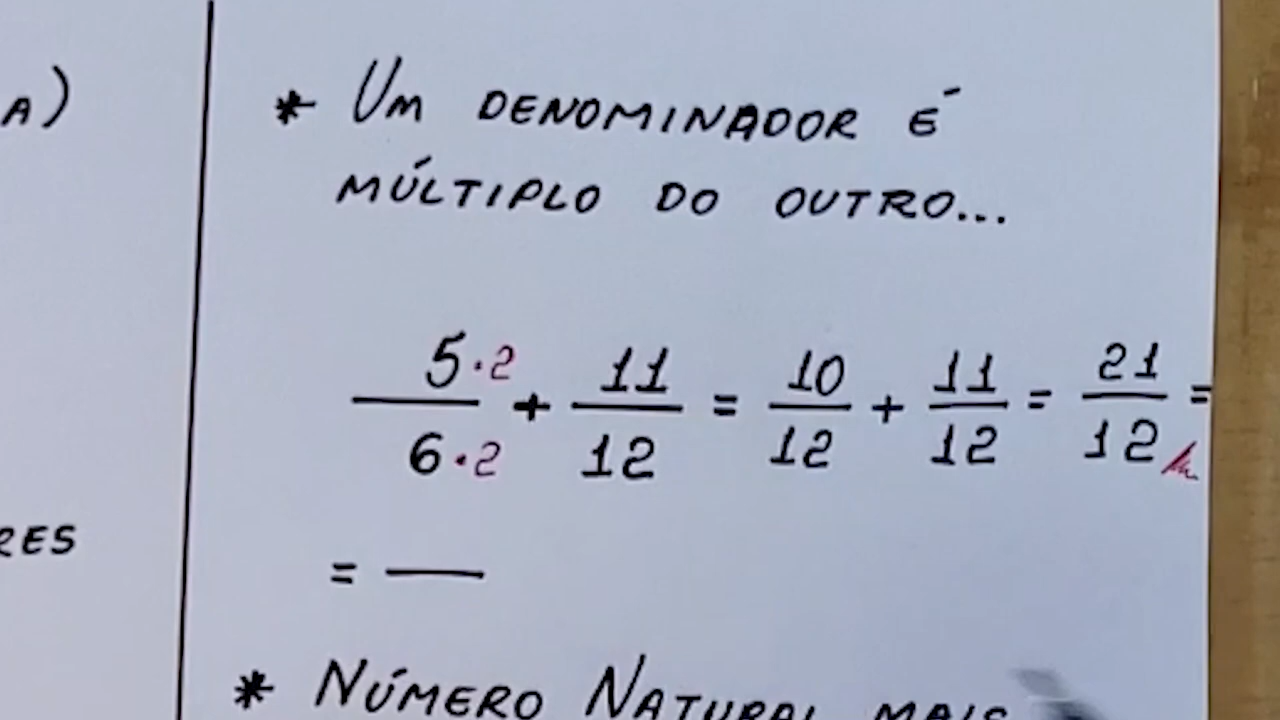 A)
* UM DENOMINADOR É
MÚLTIPLO DO OUTRO...
5·2/6·2 + 11/12 = 10/12 + 11/12 = 21/12 =
RES
= —
* NÚMERO NATURAL MAIS